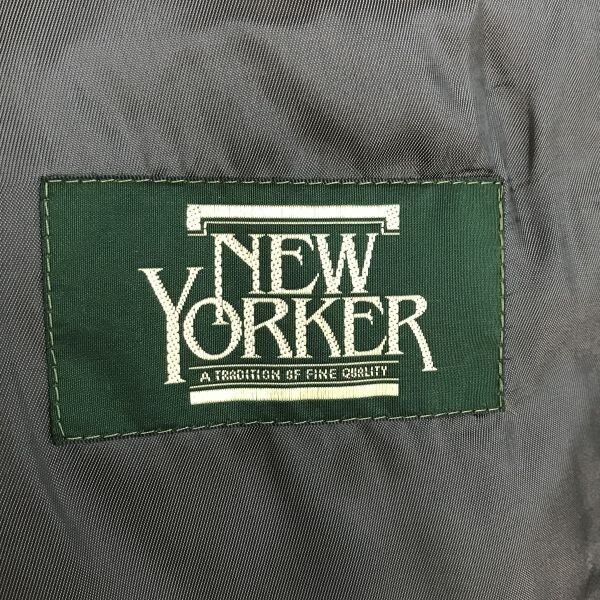 NEW
YORKER
A TRADITION OF FINE QUALITY